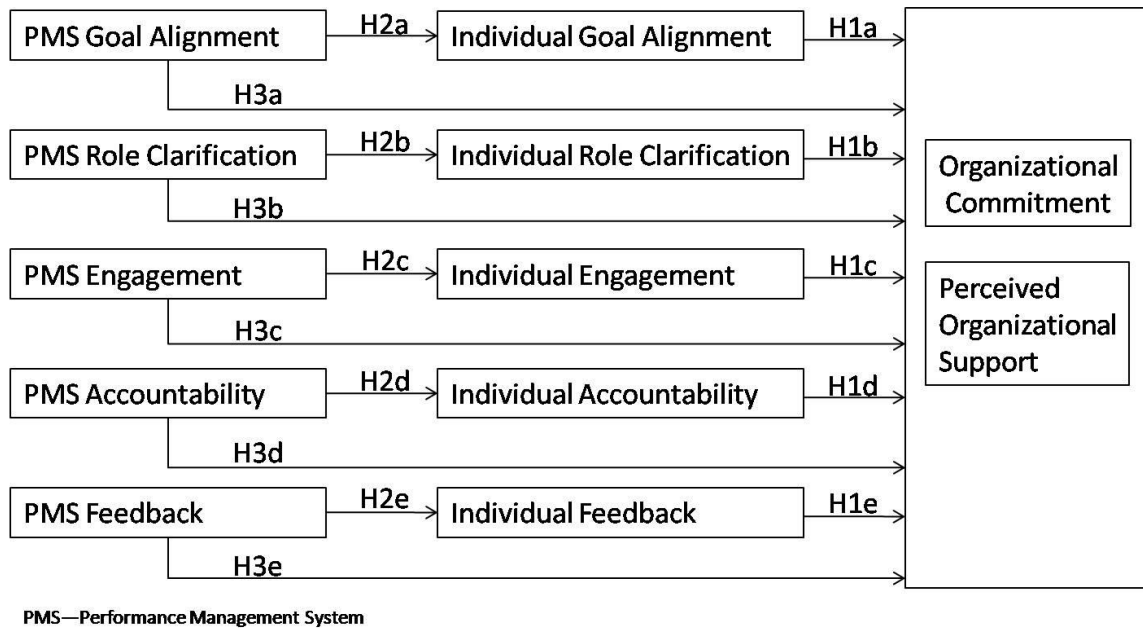 PMS Goal Alignment
H2a
Individual Goal Alignment
H1a
H3a
PMS Role Clarification
H2b
Individual Role Clarification
H1b
H3b
PMS Engagement
H2c
Individual Engagement
H1c
H3c
PMS Accountability
H2d
Individual Accountability
H1d
H3d
PMS Feedback
H2e
Individual Feedback
H1e
H3e
Organizational
Commitment
Perceived
Organizational
Support
PMS—Performance Management System